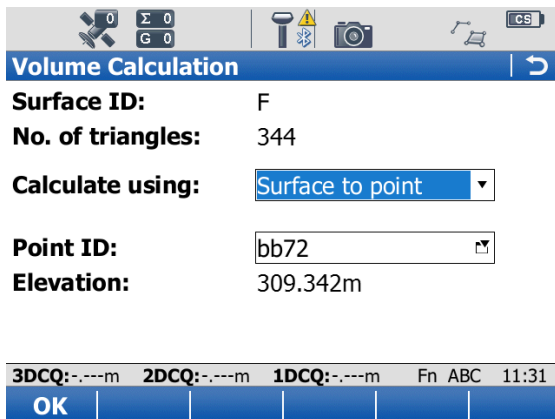 0 Σ 0
G 0
CS
Volume Calculation
Surface ID: F
No. of triangles: 344
Calculate using: Surface to point
Point ID: bb72
Elevation: 309.342m
3DCQ:-.---m 2DCQ:-.---m 1DCQ:-.---m Fn ABC 11:31
OK